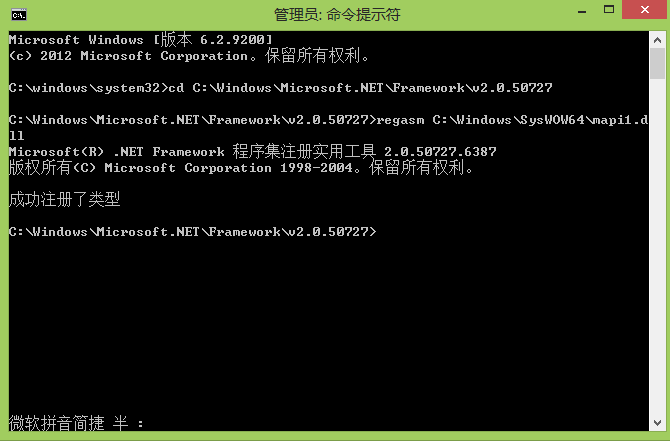 管理员: 命令提示符
Microsoft Windows [版本 6.2.9200]
(c) 2012 Microsoft Corporation。保留所有权利。
C:\windows\system32>cd C:\Windows\Microsoft.NET\Framework\v2.0.50727
C:\Windows\Microsoft.NET\Framework\v2.0.50727>regasm C:\Windows\SysWOW64\mapi1.d
ll
Microsoft(R) .NET Framework 程序集注册实用工具 2.0.50727.6387
版权所有(C) Microsoft Corporation 1998-2004。保留所有权利。
成功注册了类型
C:\Windows\Microsoft.NET\Framework\v2.0.50727>
微软拼音简捷 半 :